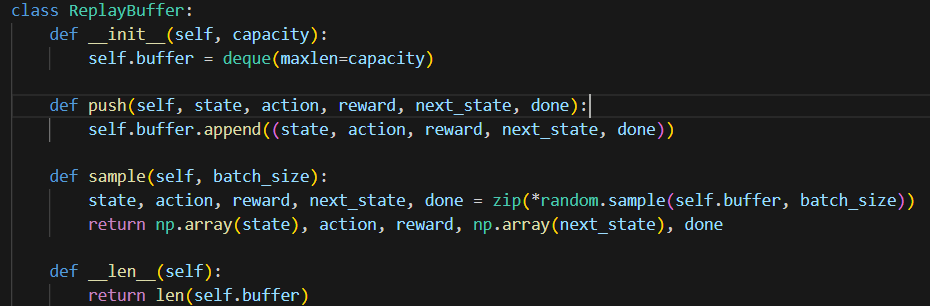 class ReplayBuffer:
    def __init__(self, capacity):
        self.buffer = deque(maxlen=capacity)
    def push(self, state, action, reward, next_state, done):
        self.buffer.append((state, action, reward, next_state, done))
    def sample(self, batch_size):
        state, action, reward, next_state, done = zip(*random.sample(self.buffer, batch_size))
        return np.array(state), action, reward, np.array(next_state), done
    def __len__(self):
        return len(self.buffer)